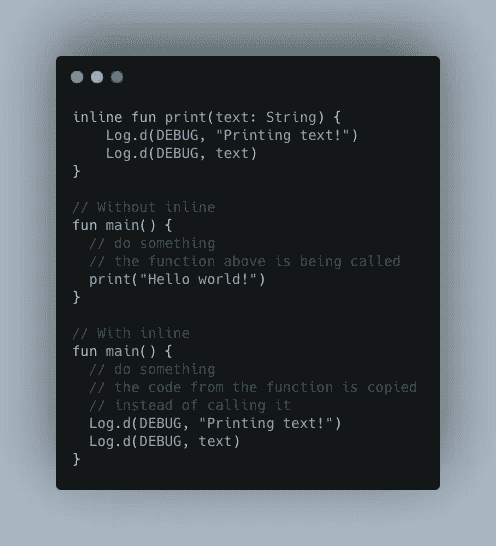 inline fun print(text: String) {
    Log.d(DEBUG, "Printing text!")
    Log.d(DEBUG, text)
}

// Without inline
fun main() {
  // do something
  // the function above is being called
  print("Hello world!")
}

// With inline
fun main() {
  // do something
  // the code from the function is copied
  // instead of calling it
  Log.d(DEBUG, "Printing text!")
  Log.d(DEBUG, text)
}